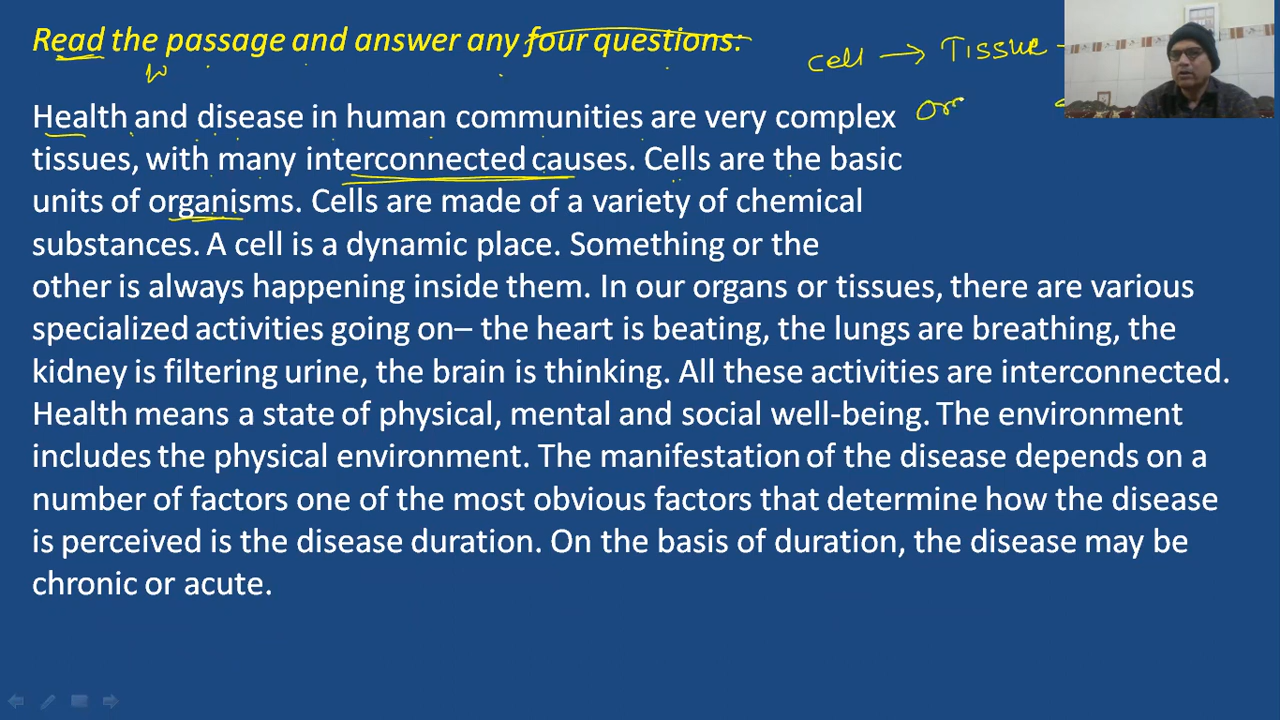 Read the passage and answer any four questions:
cell → Tissue
Health and disease in human communities are very complex
tissues, with many interconnected causes. Cells are the basic
units of organisms. Cells are made of a variety of chemical
substances. A cell is a dynamic place. Something or the
other is always happening inside them. In our organs or tissues, there are various
specialized activities going on– the heart is beating, the lungs are breathing, the
kidney is filtering urine, the brain is thinking. All these activities are interconnected.
Health means a state of physical, mental and social well-being. The environment
includes the physical environment. The manifestation of the disease depends on a
number of factors one of the most obvious factors that determine how the disease
is perceived is the disease duration. On the basis of duration, the disease may be
chronic or acute.